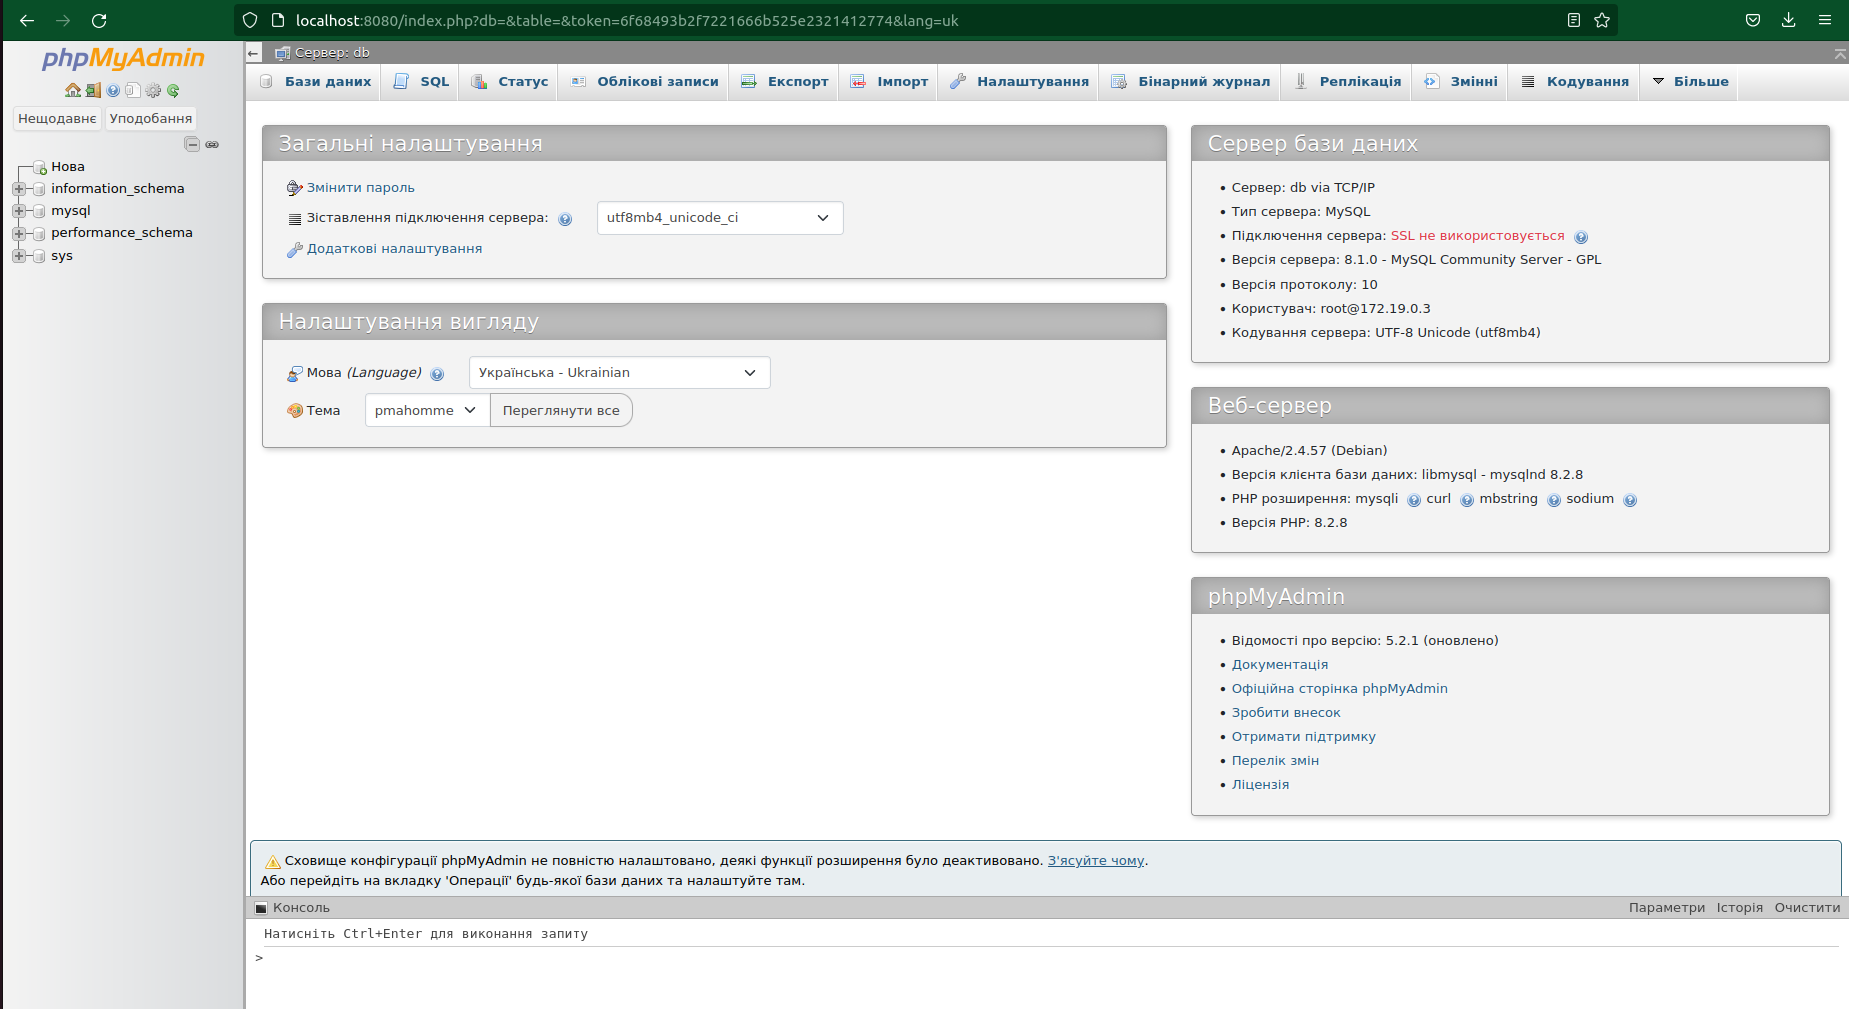 localhost:8080/index.php?db=&table=&token=6f68493b2f7221666b525e2321412774&lang=uk
phpMyAdmin
Нещодавнє Уподобання
Нова
information_schema
mysql
performance_schema
sys
Сервер: db
Бази даних SQL Статус Облікові записи Експорт Імпорт Налаштування Бінарний журнал Реплікація Змінні Кодування Більше
Загальні налаштування
Змінити пароль
Зіставлення підключення сервера: utf8mb4_unicode_ci
Додаткові налаштування
Налаштування вигляду
Мова (Language) Українська - Ukrainian
Тема pmahomme Переглянути все
Сервер бази даних
Сервер: db via TCP/IP
Тип сервера: MySQL
Підключення сервера: SSL не використовується
Версія сервера: 8.1.0 - MySQL Community Server - GPL
Версія протоколу: 10
Користувач: root@172.19.0.3
Кодування сервера: UTF-8 Unicode (utf8mb4)
Веб-сервер
Apache/2.4.57 (Debian)
Версія клієнта бази даних: libmysql - mysqlnd 8.2.8
PHP розширення: mysqli curl mbstring sodium
Версія PHP: 8.2.8
phpMyAdmin
Відомості про версію: 5.2.1 (оновлено)
Документація
Офіційна сторінка phpMyAdmin
Зробити внесок
Отримати підтримку
Перелік змін
Ліцензія
Сховище конфігурації phpMyAdmin не повністю налаштовано, деякі функції розширення було деактивовано. З'ясуйте чому.
Або перейдіть на вкладку 'Операції' будь-якої бази даних та налаштуйте там.
Консоль Параметри Історія Очистити
Натисніть Ctrl+Enter для виконання запиту
>